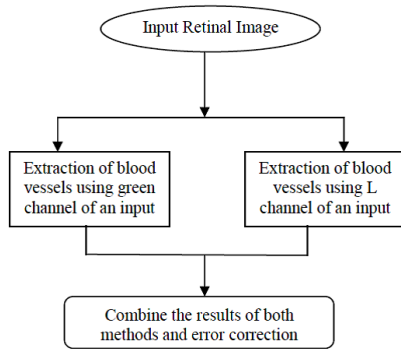 Input Retinal Image
Extraction of blood
vessels using green
channel of an input
Extraction of blood
vessels using L
channel of an input
Combine the results of both
methods and error correction